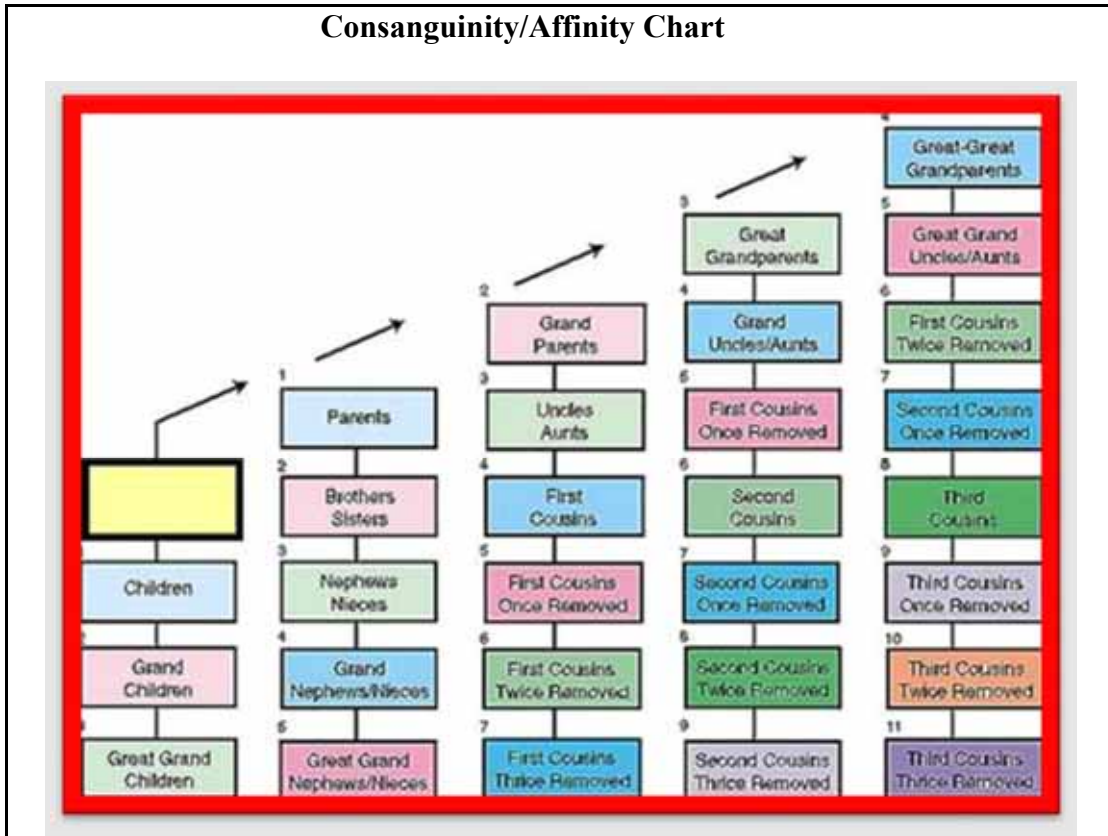 Consanguinity/Affinity Chart
4
Great-Great
Grandparents
3
Great
Grandparents
5
Great Grand
Uncles/Aunts
2
Grand
Parents
4
Grand
Uncles/Aunts
6
First Cousins
Twice Removed
1
Parents
3
Uncles
Aunts
5
First Cousins
Once Removed
7
Second Cousins
Once Removed
2
Brothers
Sisters
4
First
Cousins
6
Second
Cousins
8
Third
Cousins
Children
3
Nephews
Nieces
5
First Cousins
Once Removed
7
Second Cousins
Once Removed
9
Third Cousins
Once Removed
Grand
Children
4
Grand
Nephews/Nieces
6
First Cousins
Twice Removed
8
Second Cousins
Twice Removed
10
Third Cousins
Twice Removed
Great Grand
Children
5
Great Grand
Nephews/Nieces
7
First Cousins
Thrice Removed
9
Second Cousins
Thrice Removed
11
Third Cousins
Thrice Removed